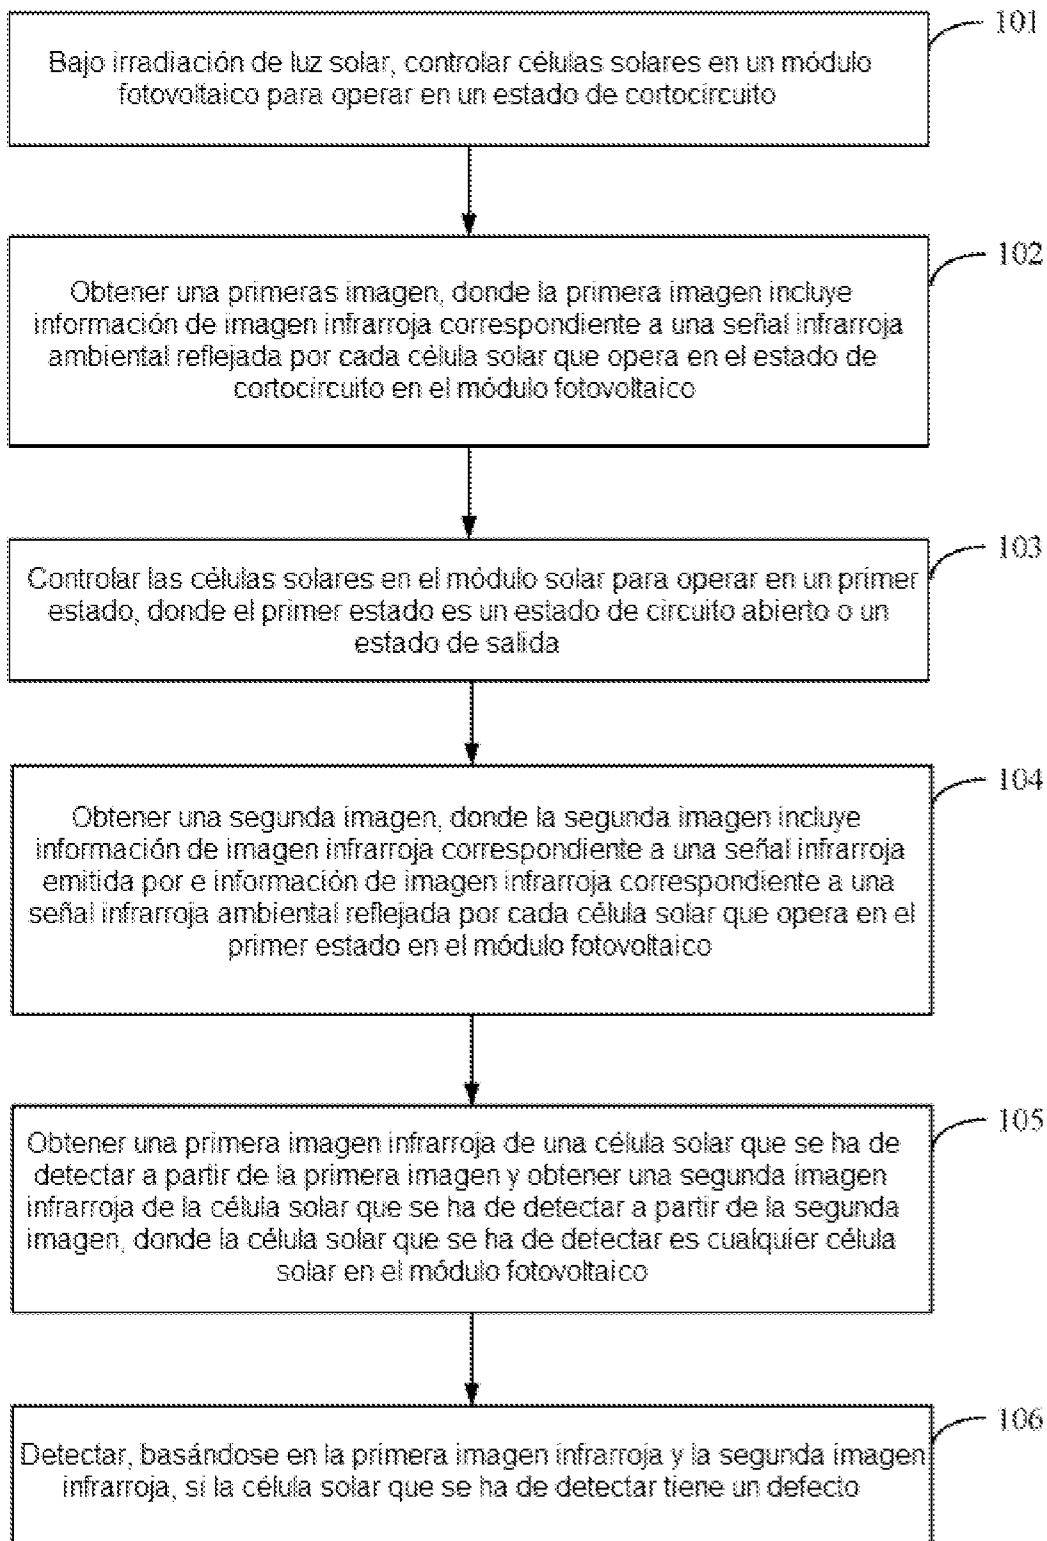 101
Bajo irradiación de luz solar, controlar células solares en un módulo
fotovoltaico para operar en un estado de cortocircuito
102
Obtener una primeras imagen, donde la primera imagen incluye
información de imagen infrarroja correspondiente a una señal infrarroja
ambiental reflejada por cada célula solar que opera en el estado de
cortocircuito en el módulo fotovoltaico
103
Controlar las células solares en el módulo solar para operar en un primer
estado, donde el primer estado es un estado de circuito abierto o un
estado de salida
104
Obtener una segunda imagen, donde la segunda imagen incluye
información de imagen infrarroja correspondiente a una señal infrarroja
emitida por e información de imagen infrarroja correspondiente a una
señal infrarroja ambiental reflejada por cada célula solar que opera en el
primer estado en el módulo fotovoltaico
105
Obtener una primera imagen infrarroja de una célula solar que se ha de
detectar a partir de la primera imagen y obtener una segunda imagen
infrarroja de la célula solar que se ha de detectar a partir de la segunda
imagen, donde la célula solar que se ha de detectar es cualquier célula
solar en el módulo fotovoltaico
106
Detectar, basándose en la primera imagen infrarroja y la segunda imagen
infrarroja, si la célula solar que se ha de detectar tiene un defecto